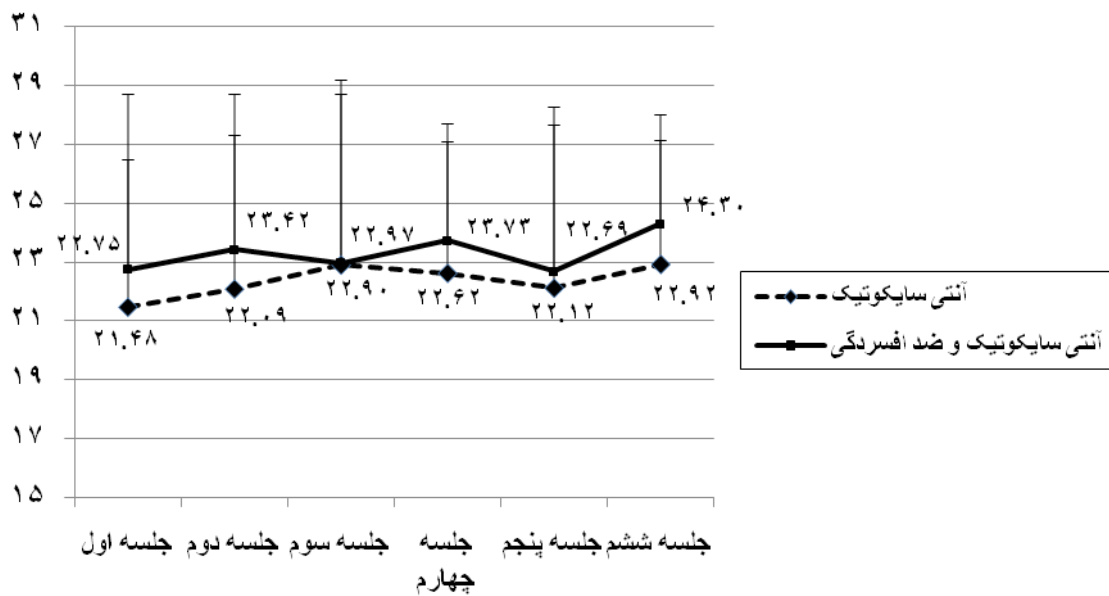 ۳۱
۲۹
۲۷
۲۵
۲۳
۲۱
۱۹
۱۷
۱۵
۲۲.۷۵
۲۳.۴۲
۲۲.۹۷
۲۳.۷۳
۲۲.۶۹
۲۴.۳۰
۲۱.۴۸
۲۲.۰۹
۲۲.۹۰
۲۲.۶۲
۲۲.۱۲
۲۲.۹۲
جلسه اول
جلسه دوم
جلسه سوم
جلسه
چهارم
جلسه پنجم
جلسه ششم
آنتی سایکوتیک
آنتی سایکوتیک و ضد افسردگی